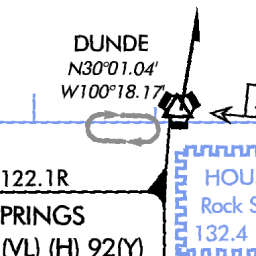 DUNDE
N30°01.04'
W100°18.17'
122.1R
PRINGS
(VL) (H) 92(Y)
HOU
Rock S
132.4